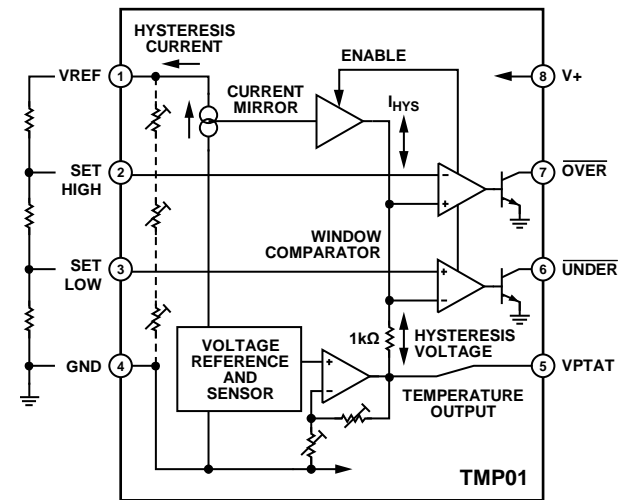 HYSTERESIS
CURRENT
ENABLE
VREF
1
8
V+
CURRENT
MIRROR
IHYS
SET
HIGH
2
7
OVER
WINDOW
COMPARATOR
SET
LOW
3
6
UNDER
1kΩ
HYSTERESIS
VOLTAGE
VOLTAGE
REFERENCE
AND
SENSOR
GND
4
5
VPTAT
TEMPERATURE
OUTPUT
TMP01